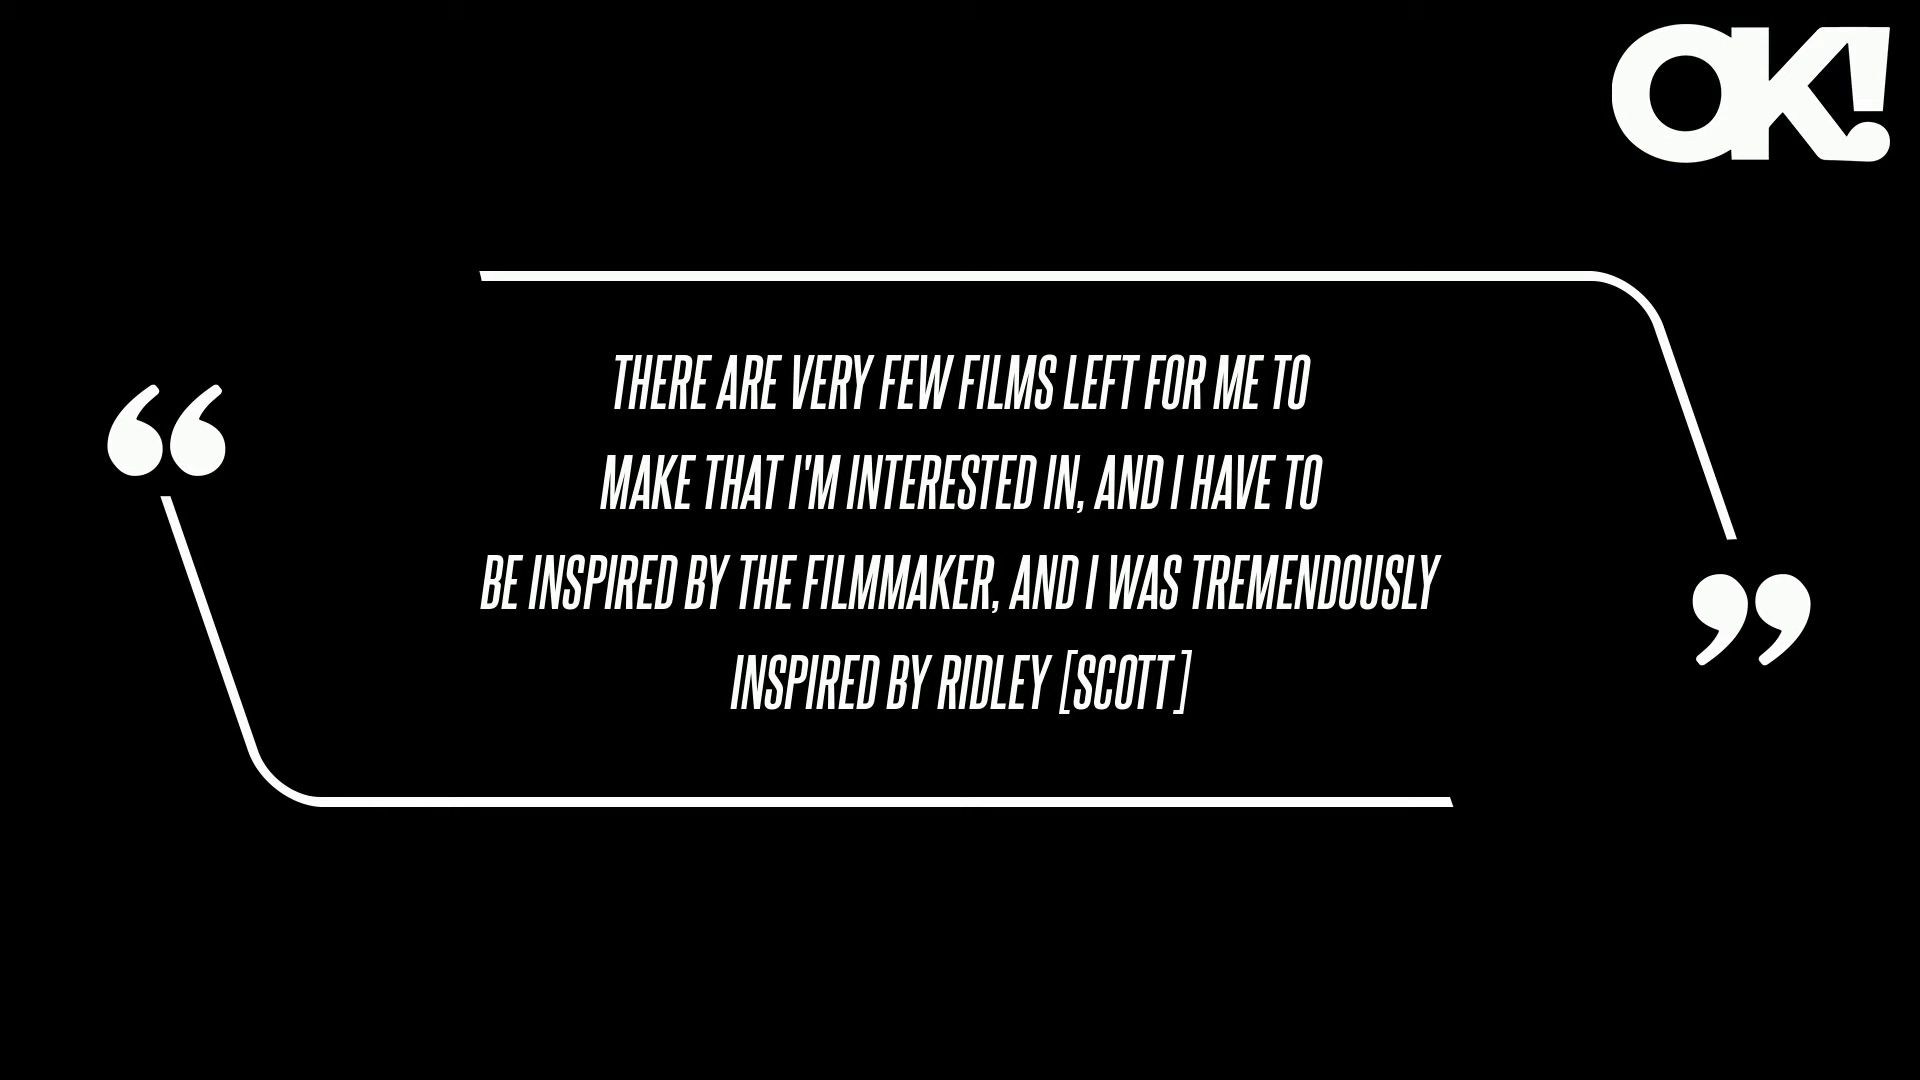 OK!
“
THERE ARE VERY FEW FILMS LEFT FOR ME TO
MAKE THAT I'M INTERESTED IN, AND I HAVE TO
BE INSPIRED BY THE FILMMAKER, AND I WAS TREMENDOUSLY
INSPIRED BY RIDLEY [SCOTT]
”